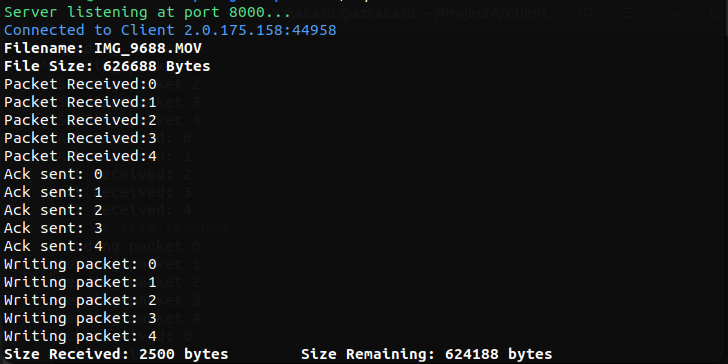 Server listening at port 8000...
Connected to Client 2.0.175.158:44958
Filename: IMG_9688.MOV
File Size: 626688 Bytes
Packet Received:0
Packet Received:1
Packet Received:2
Packet Received:3
Packet Received:4
Ack sent: 0
Ack sent: 1
Ack sent: 2
Ack sent: 3
Ack sent: 4
Writing packet: 0
Writing packet: 1
Writing packet: 2
Writing packet: 3
Writing packet: 4
Size Received: 2500 bytes        Size Remaining: 624188 bytes